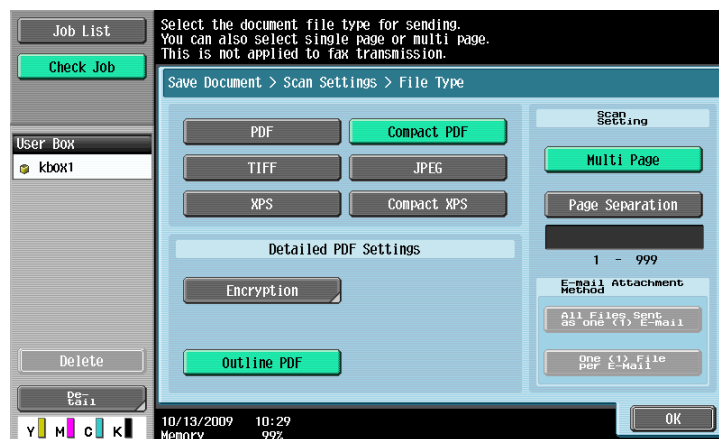 Job List
Check Job
Select the document file type for sending.
You can also select single page or multi page.
This is not applied to fax transmission.
Save Document > Scan Settings > File Type
User Box
kbox1
PDF
Compact PDF
TIFF
JPEG
XPS
Compact XPS
Detailed PDF Settings
Encryption
Outline PDF
Scan
Setting
Multi Page
Page Separation
1 - 999
E-mail Attachment
Method
All Files Sent
as one (1) E-mail
One (1) File
per E-Mail
Delete
De-
tail
Y M C K
10/13/2009 10:29
Memory 99%
OK